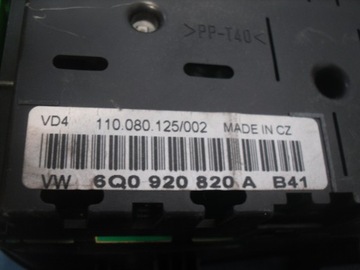 >PP-T40<
VD4 110.080.125/002 MADE IN CZ
VW 6Q0 920 820 A B41